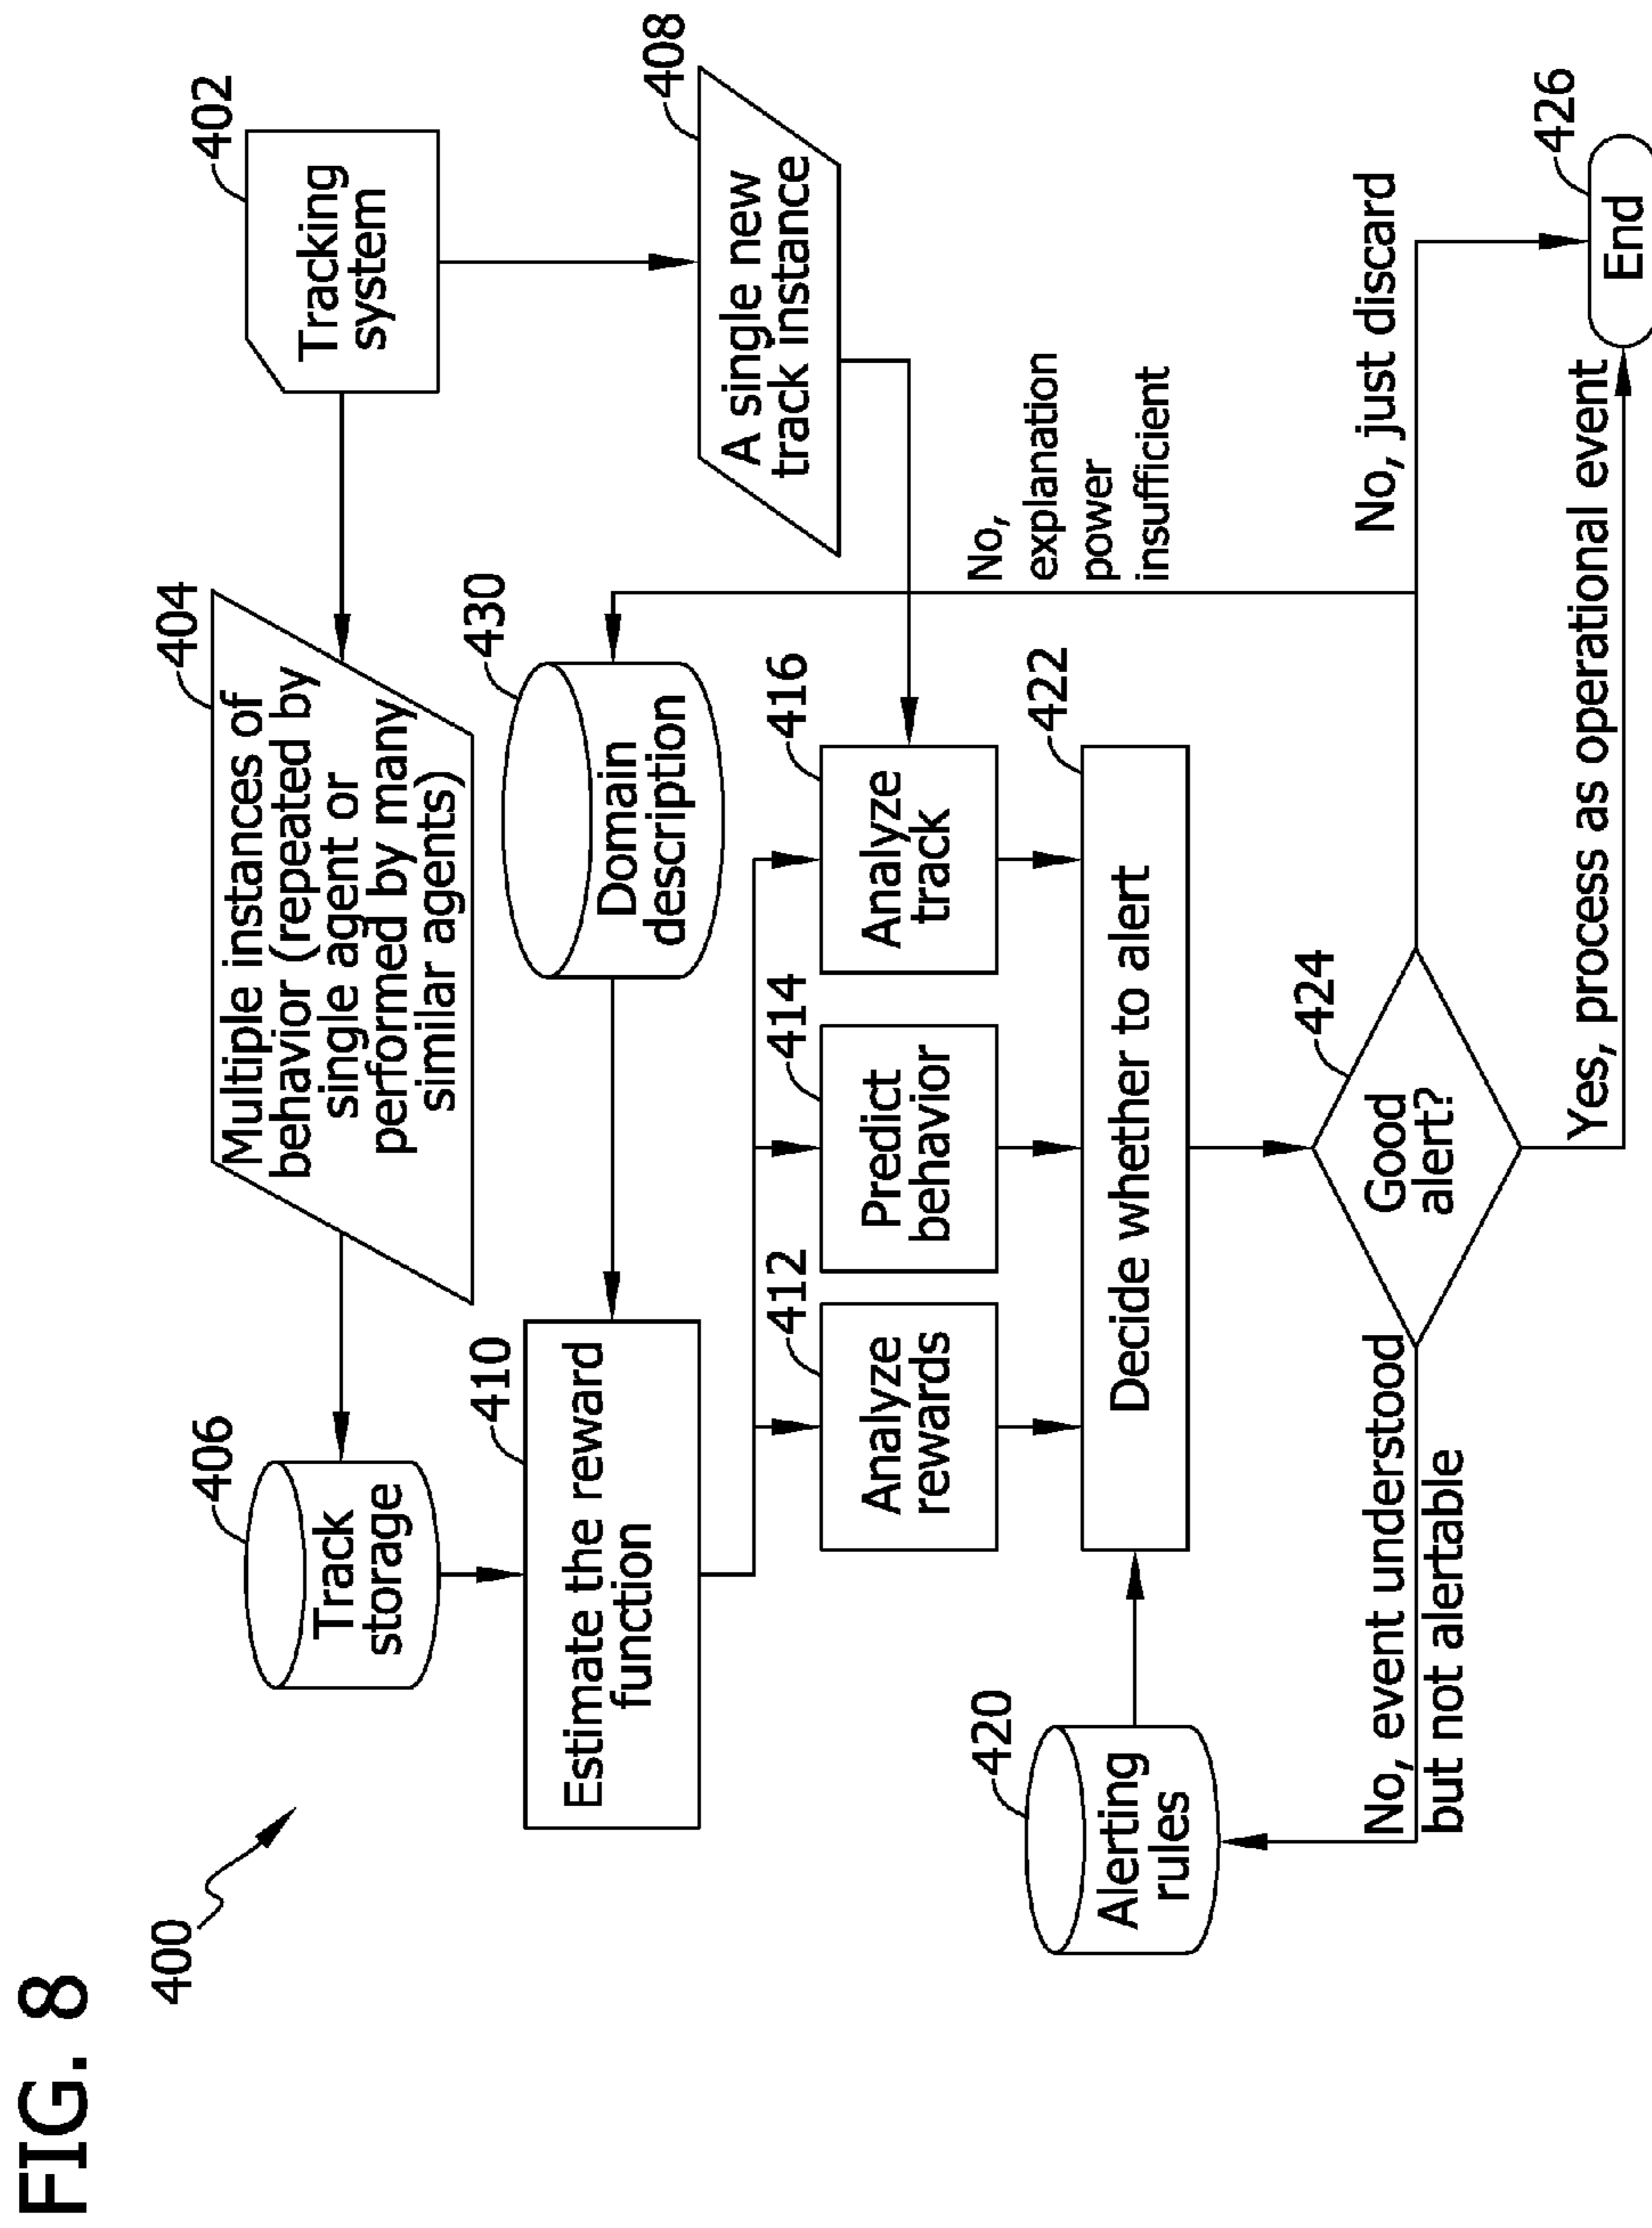 FIG. 8
400
402
Tracking
system
404
Multiple instances of
behavior (repeated by
single agent or
performed by many
similar agents)
406
Track
storage
408
A single new
track instance
410
Estimate the reward
function
430
Domain
description
412
Analyze
rewards
414
Predict
behavior
416
Analyze
track
No,
explanation
power
insufficient
420
Alerting
rules
422
Decide whether to alert
424
Good
alert?
No, event understood
but not alertable
No, just discard
Yes, process as operational event
426
End